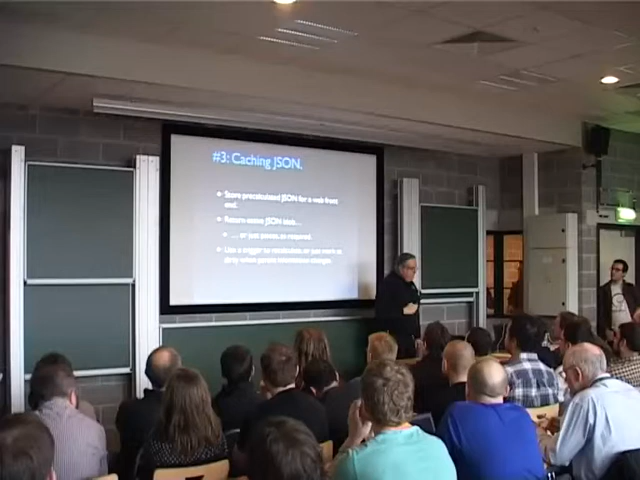 #3: Caching JSON.
Store precalculated JSON for a web front
end.
Return entire JSON blob...
... or just pieces as required.
Use a trigger to recalculate, or just mark as
dirty when parent information changes.